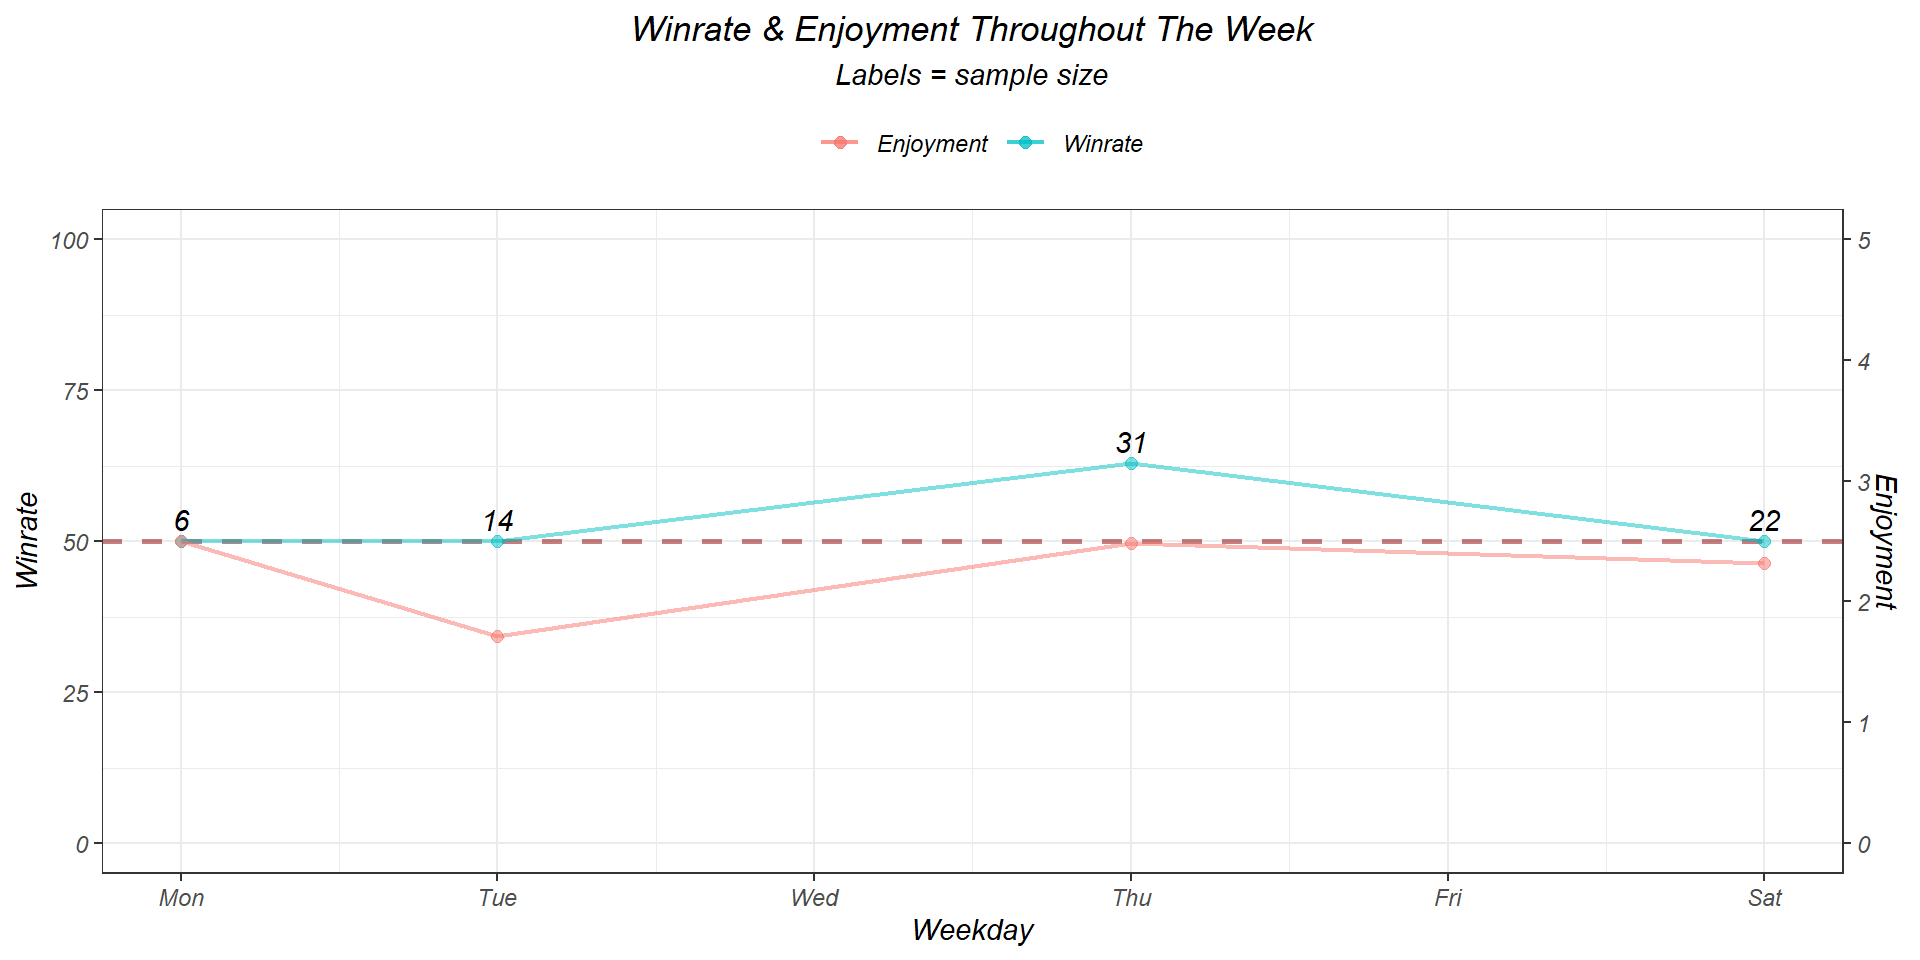 Winrate & Enjoyment Throughout The Week
Labels = sample size
Enjoyment Winrate
100 5
4
75
31
3
6 14 22
50
2
25
1
0 0
Winrate
Enjoyment
Mon Tue Wed Thu Fri Sat
Weekday